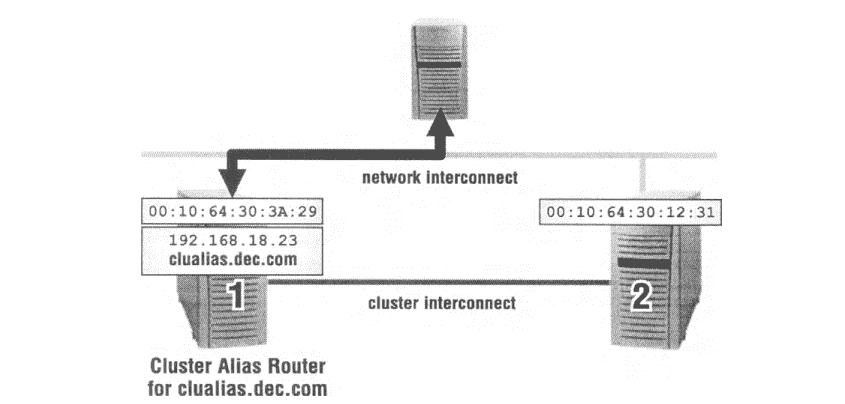 network interconnect
00:10:64:30:3A:29
00:10:64:30:12:31
192.168.18.23
clualias.dec.com
1
cluster interconnect
2
Cluster Alias Router
for clualias.dec.com